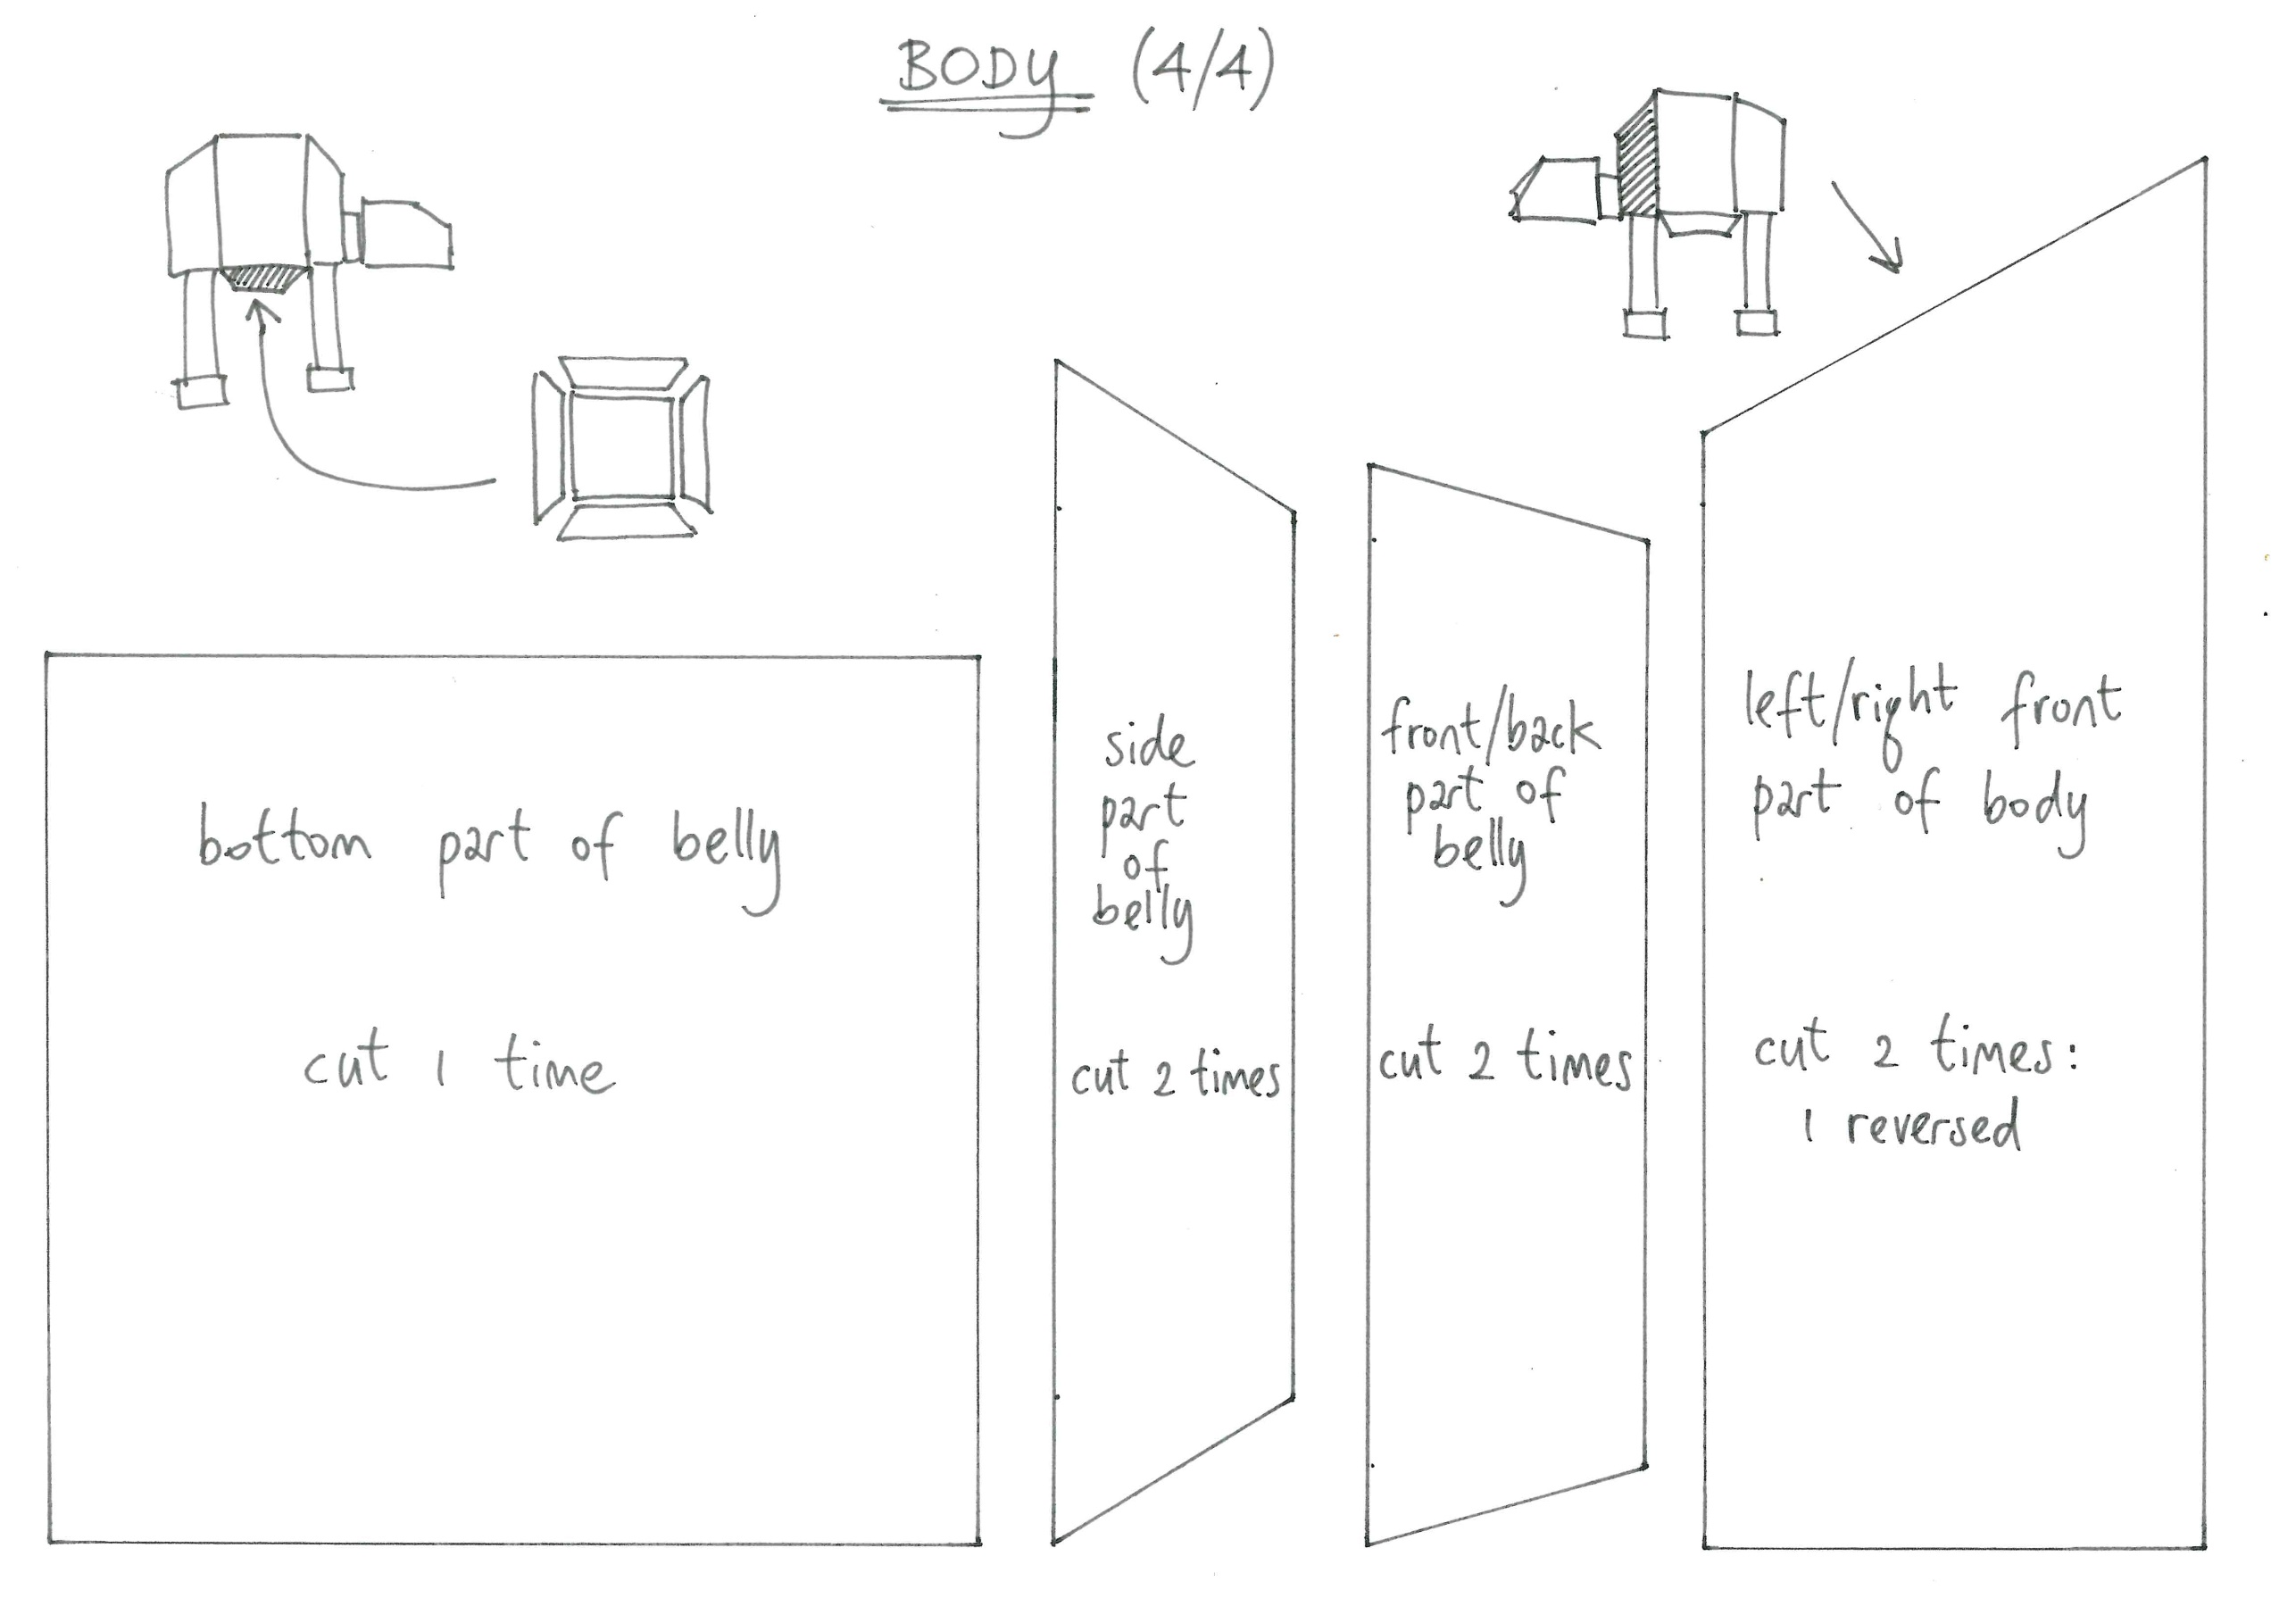 BODY (4/4)
bottom part of belly
cut 1 time
side
part
of
belly
cut 2 times
front/back
part of
belly
cut 2 times
left/right front
part of body
cut 2 times:
1 reversed